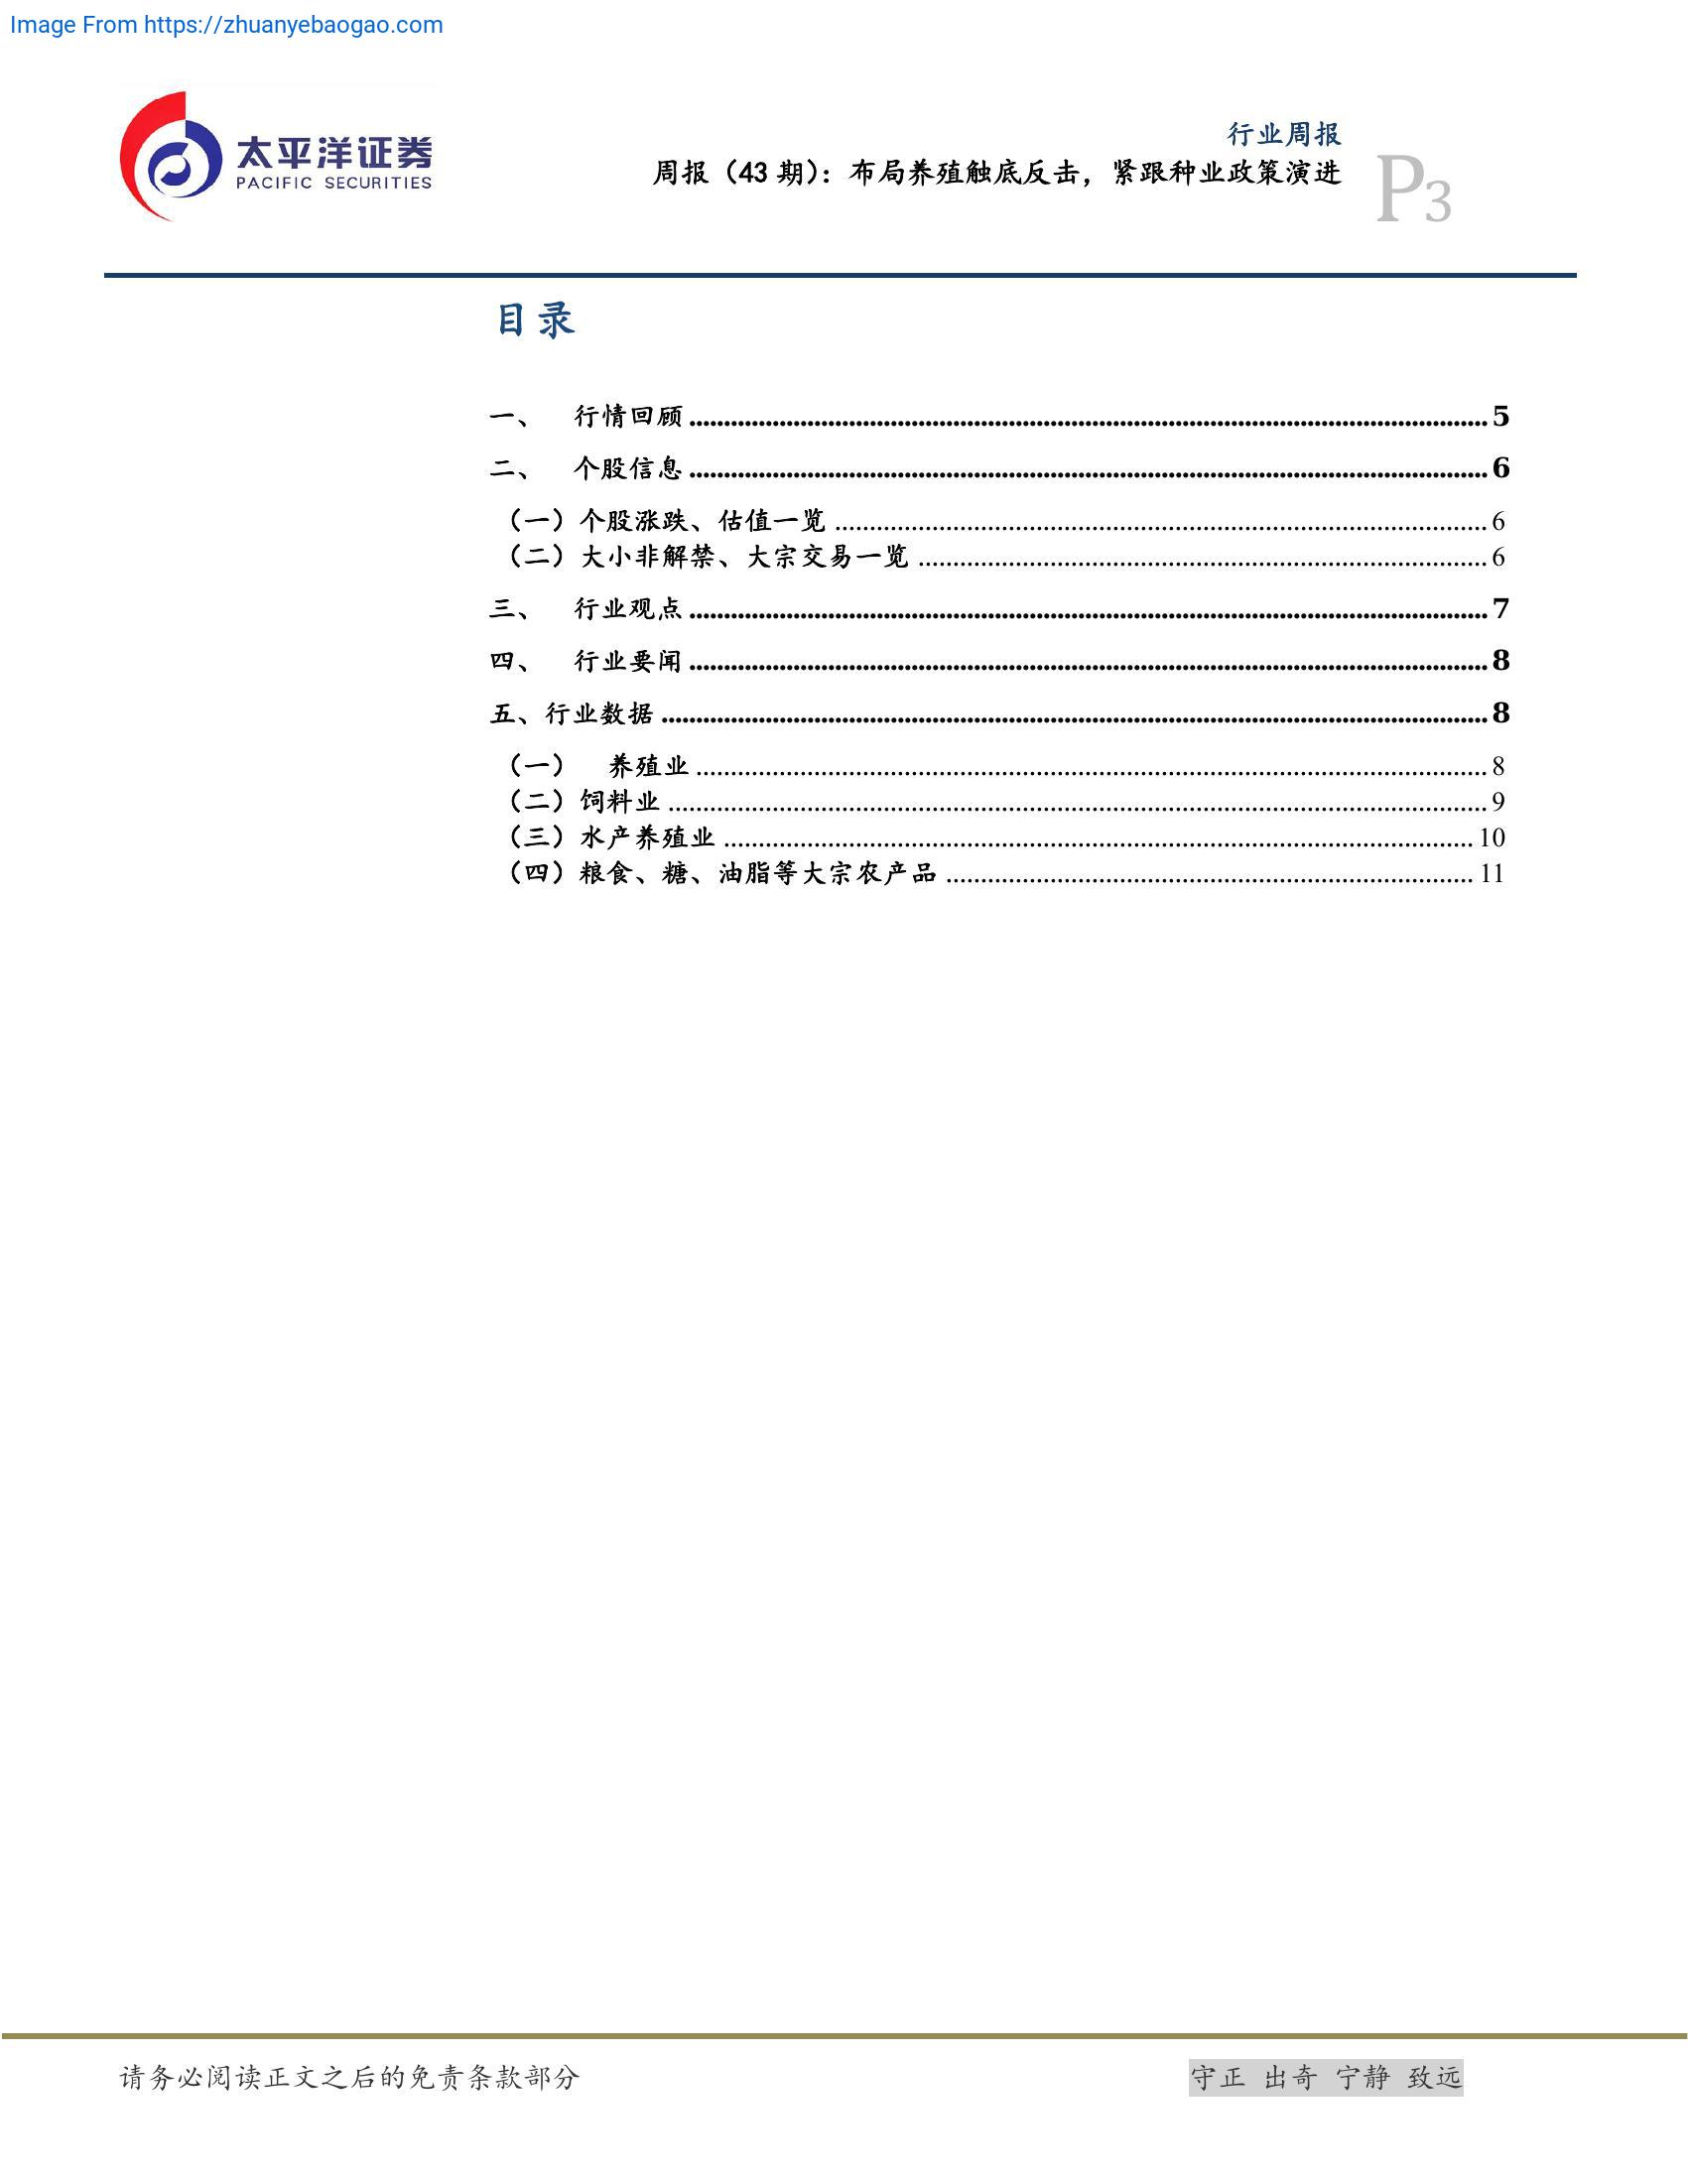 Image From https://zhuanyebaogao.com
太平洋证券
PACIFIC SECURITIES
行业周报
周报（43 期）：布局养殖触底反击，紧跟种业政策演进
P3
目录
一、 行情回顾 ........ 5
二、 个股信息 ........ 6
（一）个股涨跌、估值一览 ........ 6
（二）大小非解禁、大宗交易一览 ........ 6
三、 行业观点 ........ 7
四、 行业要闻 ........ 8
五、行业数据 ........ 8
（一） 养殖业 ........ 8
（二）饲料业 ........ 9
（三）水产养殖业 ........ 10
（四）粮食、糖、油脂等大宗农产品 ........ 11
请务必阅读正文之后的免责条款部分
守正 出奇 宁静 致远